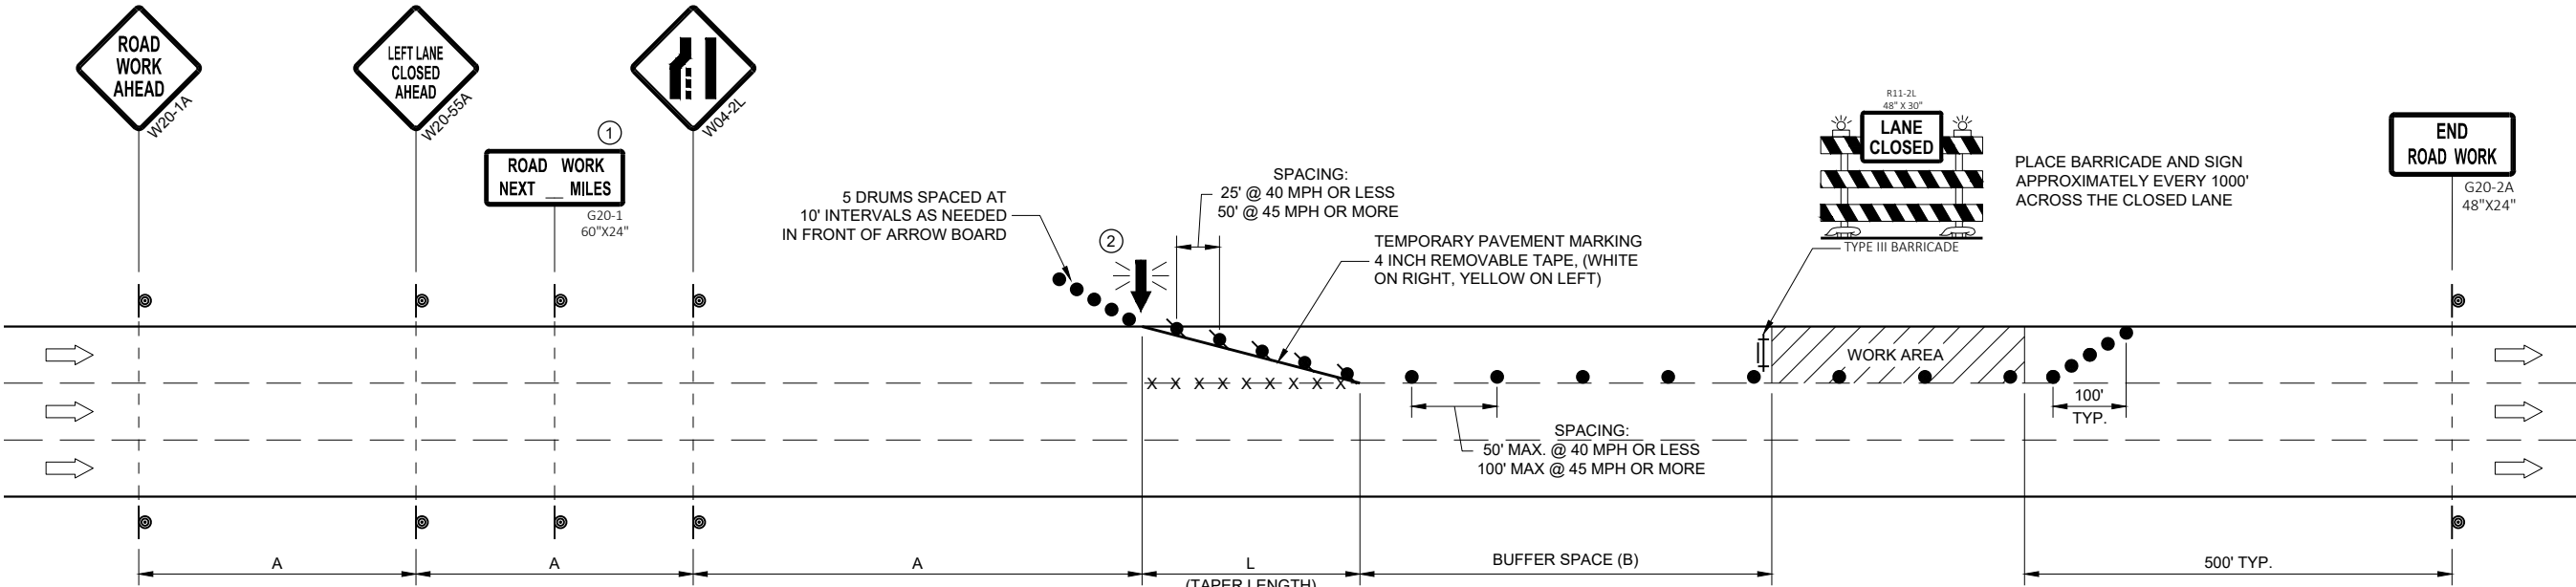 ROAD
WORK
AHEAD
W20-1A
LEFT LANE
CLOSED
AHEAD
W20-55A
1
ROAD WORK
NEXT __ MILES
G20-1
60"X24"
W04-2L
5 DRUMS SPACED AT
10' INTERVALS AS NEEDED
IN FRONT OF ARROW BOARD
2
SPACING:
25' @ 40 MPH OR LESS
50' @ 45 MPH OR MORE
TEMPORARY PAVEMENT MARKING
4 INCH REMOVABLE TAPE, (WHITE
ON RIGHT, YELLOW ON LEFT)
R11-2L
48" X 30"
LANE
CLOSED
TYPE III BARRICADE
PLACE BARRICADE AND SIGN
APPROXIMATELY EVERY 1000'
ACROSS THE CLOSED LANE
END
ROAD WORK
G20-2A
48"X24"
WORK AREA
X X X X X X X X X
100'
TYP.
SPACING:
50' MAX. @ 40 MPH OR LESS
100' MAX @ 45 MPH OR MORE
A
A
A
L
(TAPER LENGTH)
BUFFER SPACE (B)
500' TYP.